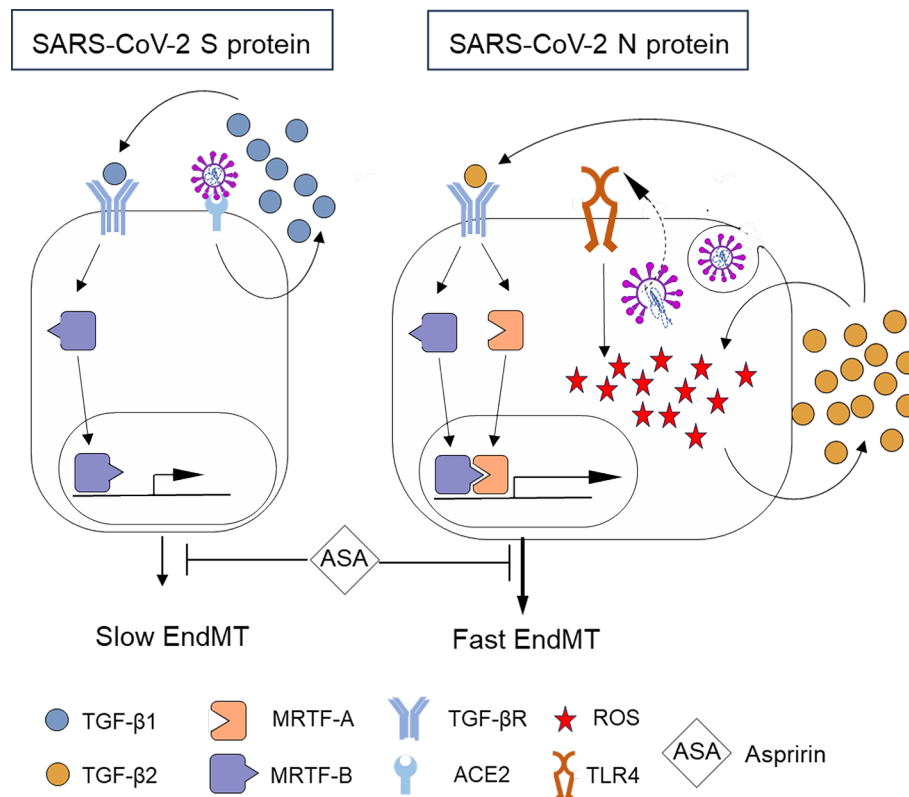 SARS-CoV-2 S protein
SARS-CoV-2 N protein
ASA
Slow EndMT
Fast EndMT
TGF-β1
MRTF-A
TGF-βR
ROS
TGF-β2
MRTF-B
ACE2
TLR4
ASA
Aspririn